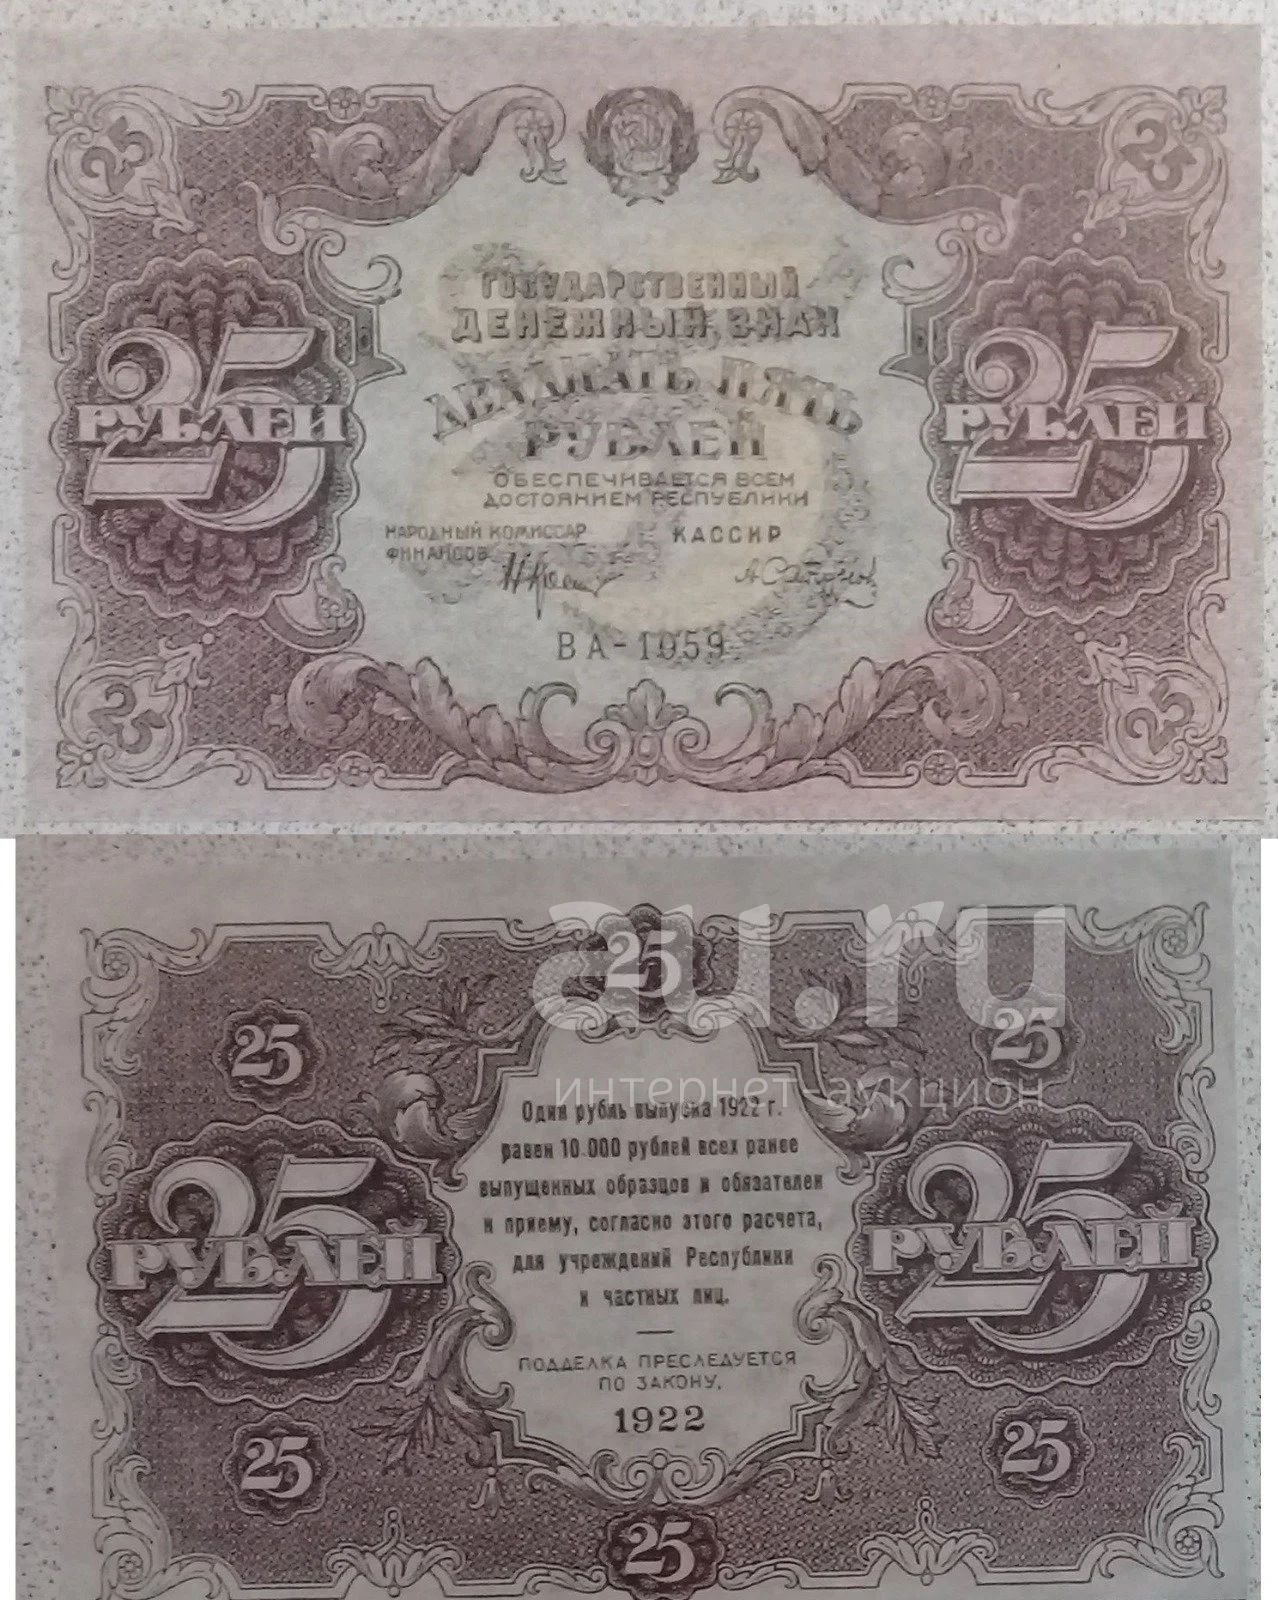 25
25
ГОСУДАРСТВЕННЫЙ
ДЕНЕЖНЫЙ ЗНАК
ДВАДЦАТЬ ПЯТЬ
РУБЛЕЙ
25
РУБЛЕЙ
25
РУБЛЕЙ
ОБЕСПЕЧИВАЕТСЯ ВСЕМ
ДОСТОЯНИЕМ РЕСПУБЛИКИ
НАРОДНЫЙ КОМИССАР
ФИНАНСОВ
КАССИР
ВА-1059
25
25
au.ru
интернет-аукцион
25
25
25
Один рубль выпуска 1922 г.
равен 10.000 рублей всех ранее
выпущенных образцов и обязателен
к приему, согласно этого расчета,
для учреждений Республики
и частных лиц.
25
РУБЛЕЙ
25
РУБЛЕЙ
ПОДДЕЛКА ПРЕСЛЕДУЕТСЯ
ПО ЗАКОНУ.
1922
25
25
25